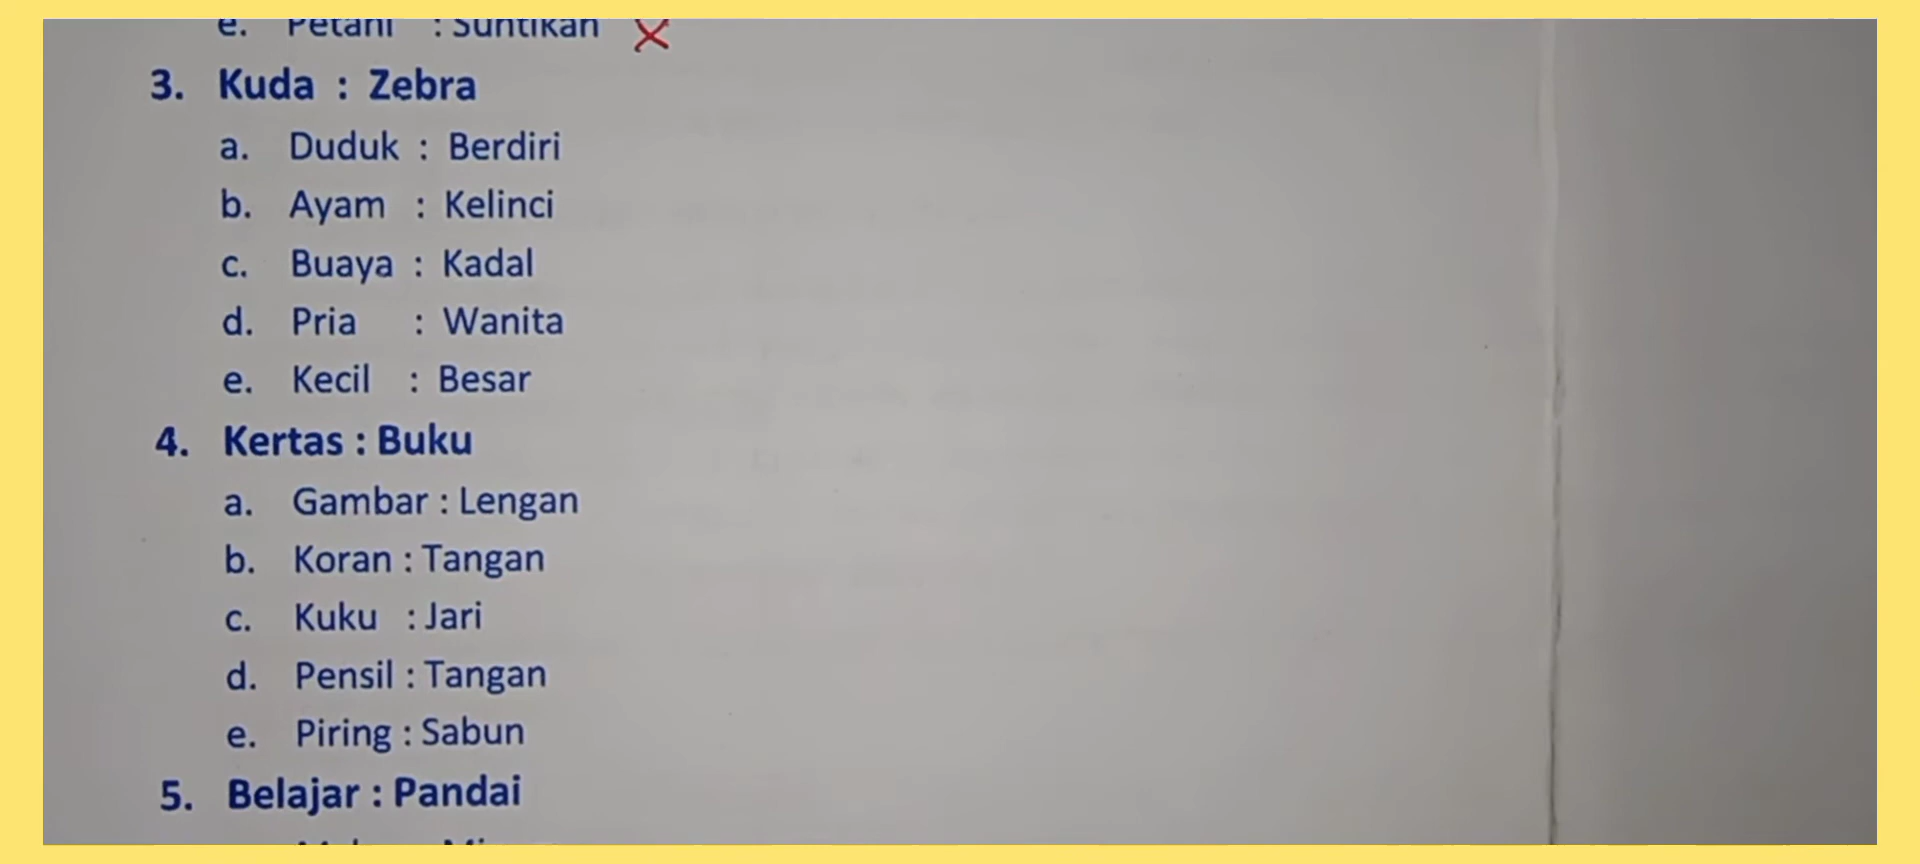 e. Petani : Suntikan
3. Kuda : Zebra
a. Duduk : Berdiri
b. Ayam : Kelinci
c. Buaya : Kadal
d. Pria : Wanita
e. Kecil : Besar
4. Kertas : Buku
a. Gambar : Lengan
b. Koran : Tangan
c. Kuku : Jari
d. Pensil : Tangan
e. Piring : Sabun
5. Belajar : Pandai